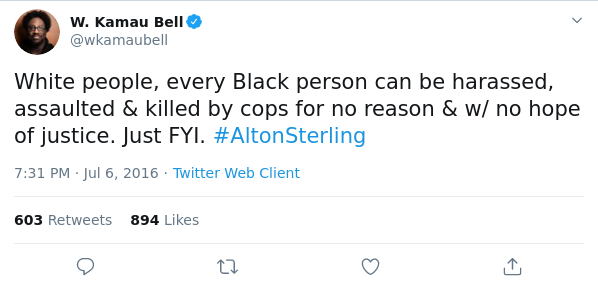 W. Kamau Bell
@wkamaubell
White people, every Black person can be harassed,
assaulted & killed by cops for no reason & w/ no hope
of justice. Just FYI. #AltonSterling
7:31 PM · Jul 6, 2016 · Twitter Web Client
603 Retweets 894 Likes